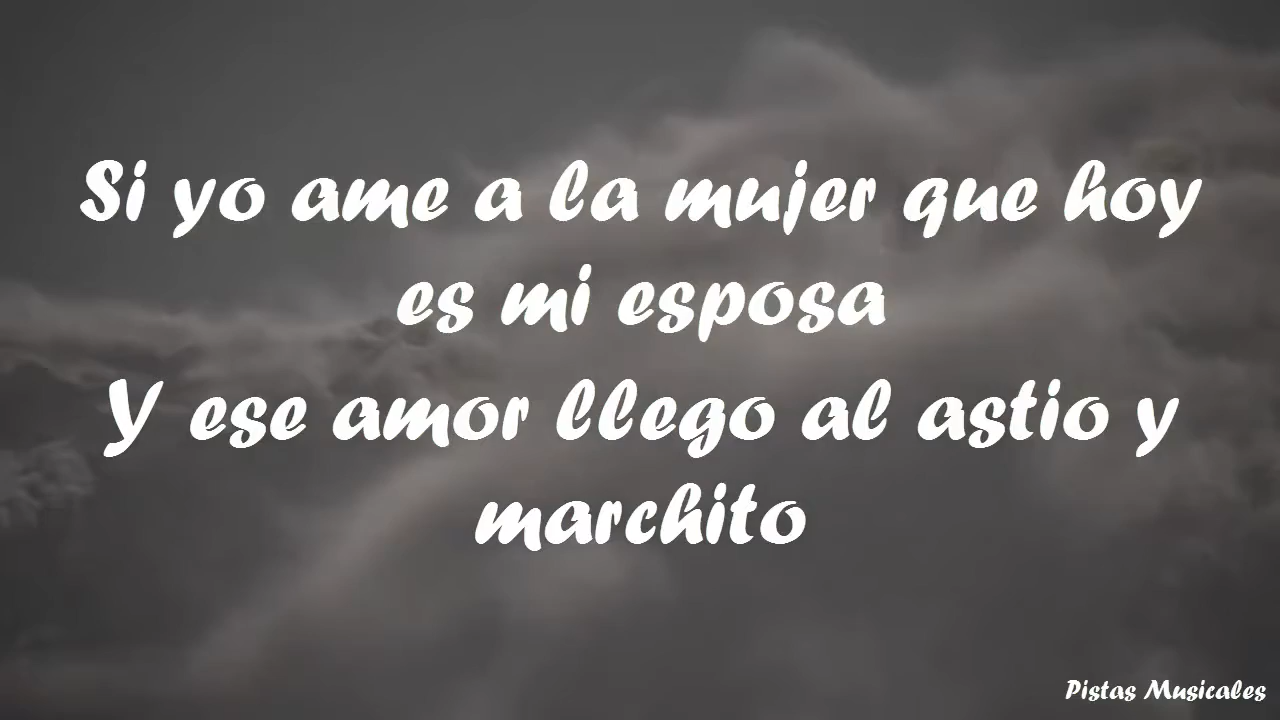 Si yo ame a la mujer que hoy
es mi esposa
Y ese amor llego al astio y
marchito
Pistas Musicales